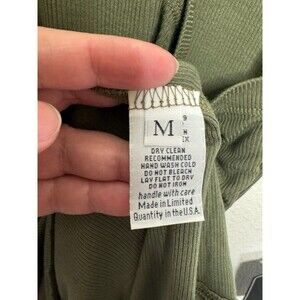 M
DRY CLEAN
RECOMMENDED
HAND WASH COLD
DO NOT BLEACH
LAY FLAT TO DRY
DO NOT IRON
handle with care
Made in Limited
Quantity in the U.S.A.